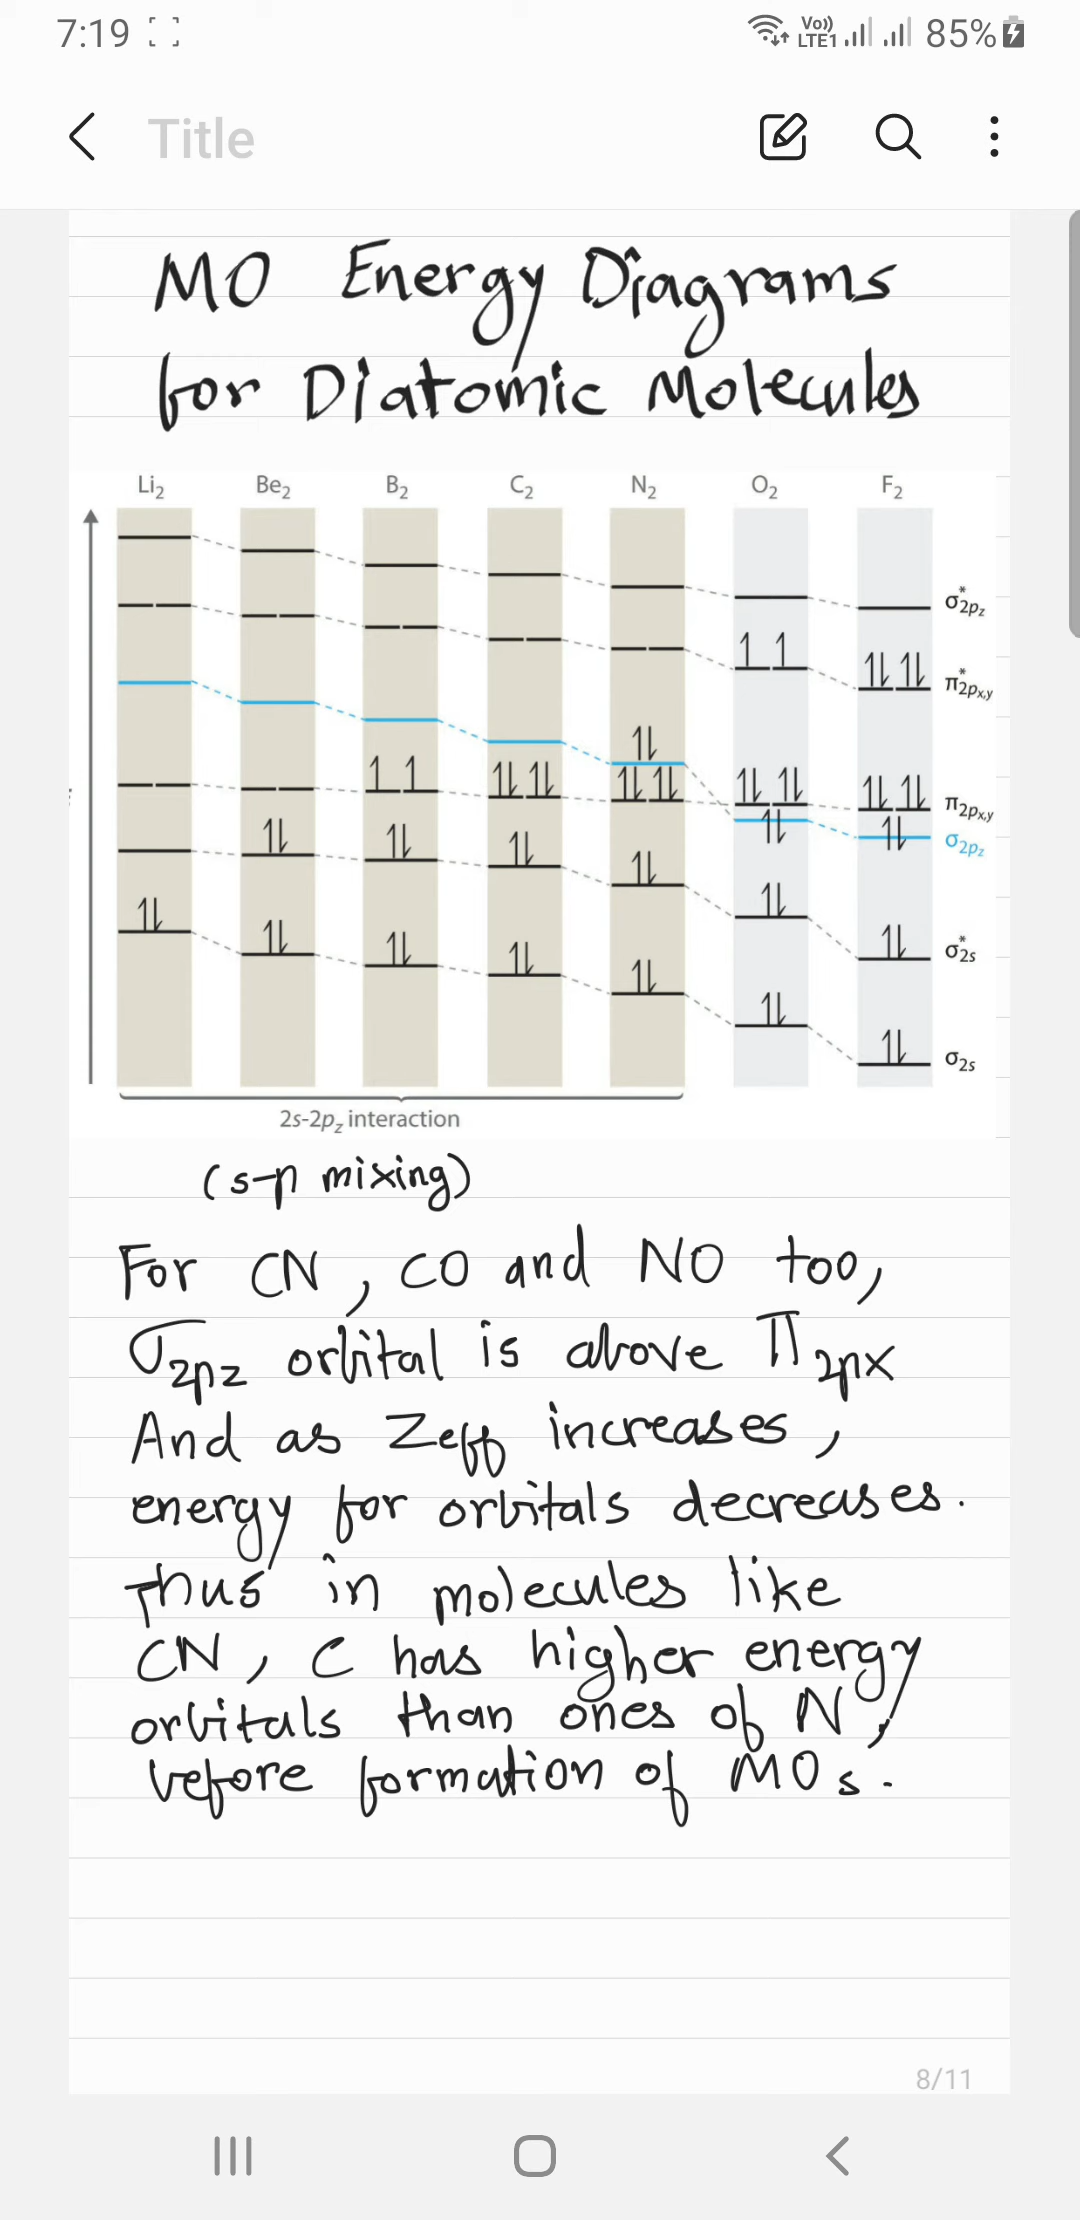 7:19
Vo))
LTE1
85%
Title
MO Energy Diagrams
for Diatomic Molecules
Li₂ Be₂ B₂ C₂ N₂ O₂ F₂
σ*2pz
π*2px,y
π2px,y
σ2pz
σ*2s
σ2s
2s-2pz interaction
(s-p mixing)
For CN, CO and NO too,
σ2pz orbital is above π2px
And as Zeff increases,
energy for orbitals decreases.
Thus in molecules like
CN, C has higher energy
orbitals than ones of N,
before formation of MOs.
8/11